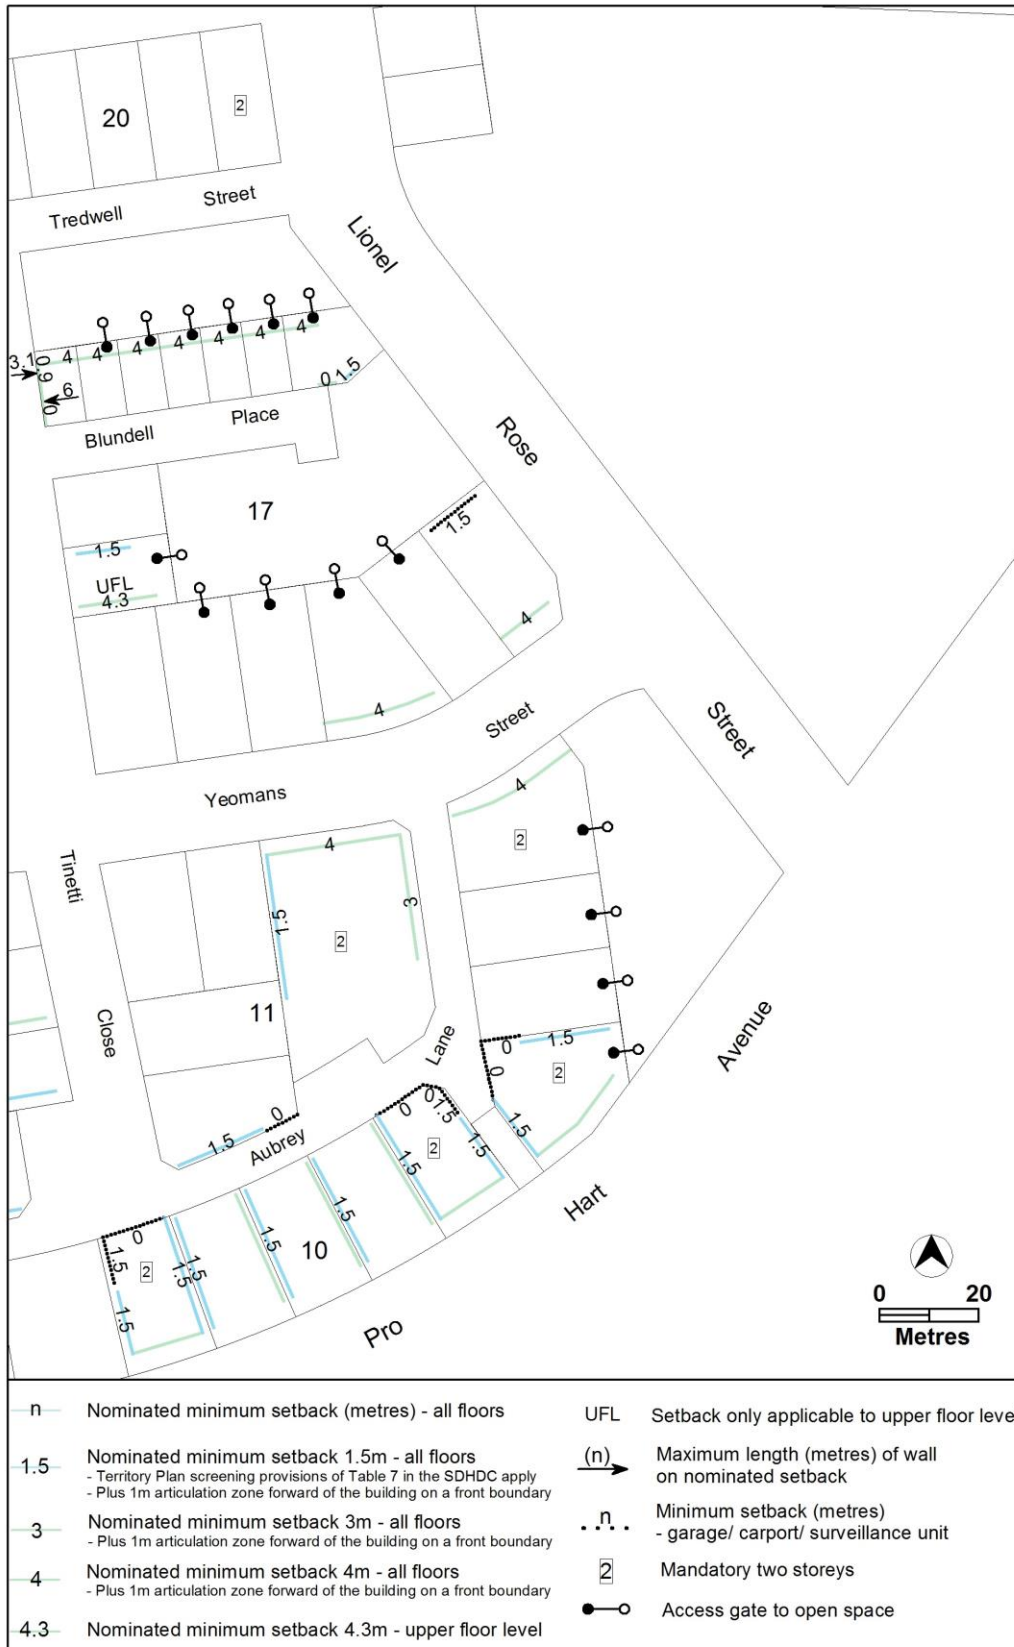 20
2
Tredwell Street
Lionel
Rose
Street
4 4 4 4 4 4 4
3.1
0.9
6
0
0 1.5
Blundell Place
17
1.5
1.5
UFL
4.3
4
4
Street
Yeomans
4
2
4
3
1.5
2
Tinetti
Close
11
Lane
0 1.5
0
2
1.5
Avenue
0
1.5
Aubrey
0 0 1.5
2
1.5
1.5
Hart
1.5
1.5
10
0
1.5
2
1.5
1.5
1.5
Pro
0 20
Metres
n Nominated minimum setback (metres) - all floors
1.5 Nominated minimum setback 1.5m - all floors
- Territory Plan screening provisions of Table 7 in the SDHDC apply
- Plus 1m articulation zone forward of the building on a front boundary
3 Nominated minimum setback 3m - all floors
- Plus 1m articulation zone forward of the building on a front boundary
4 Nominated minimum setback 4m - all floors
- Plus 1m articulation zone forward of the building on a front boundary
4.3 Nominated minimum setback 4.3m - upper floor level
UFL Setback only applicable to upper floor level
(n) Maximum length (metres) of wall
on nominated setback
n Minimum setback (metres)
- garage/ carport/ surveillance unit
2 Mandatory two storeys
Access gate to open space